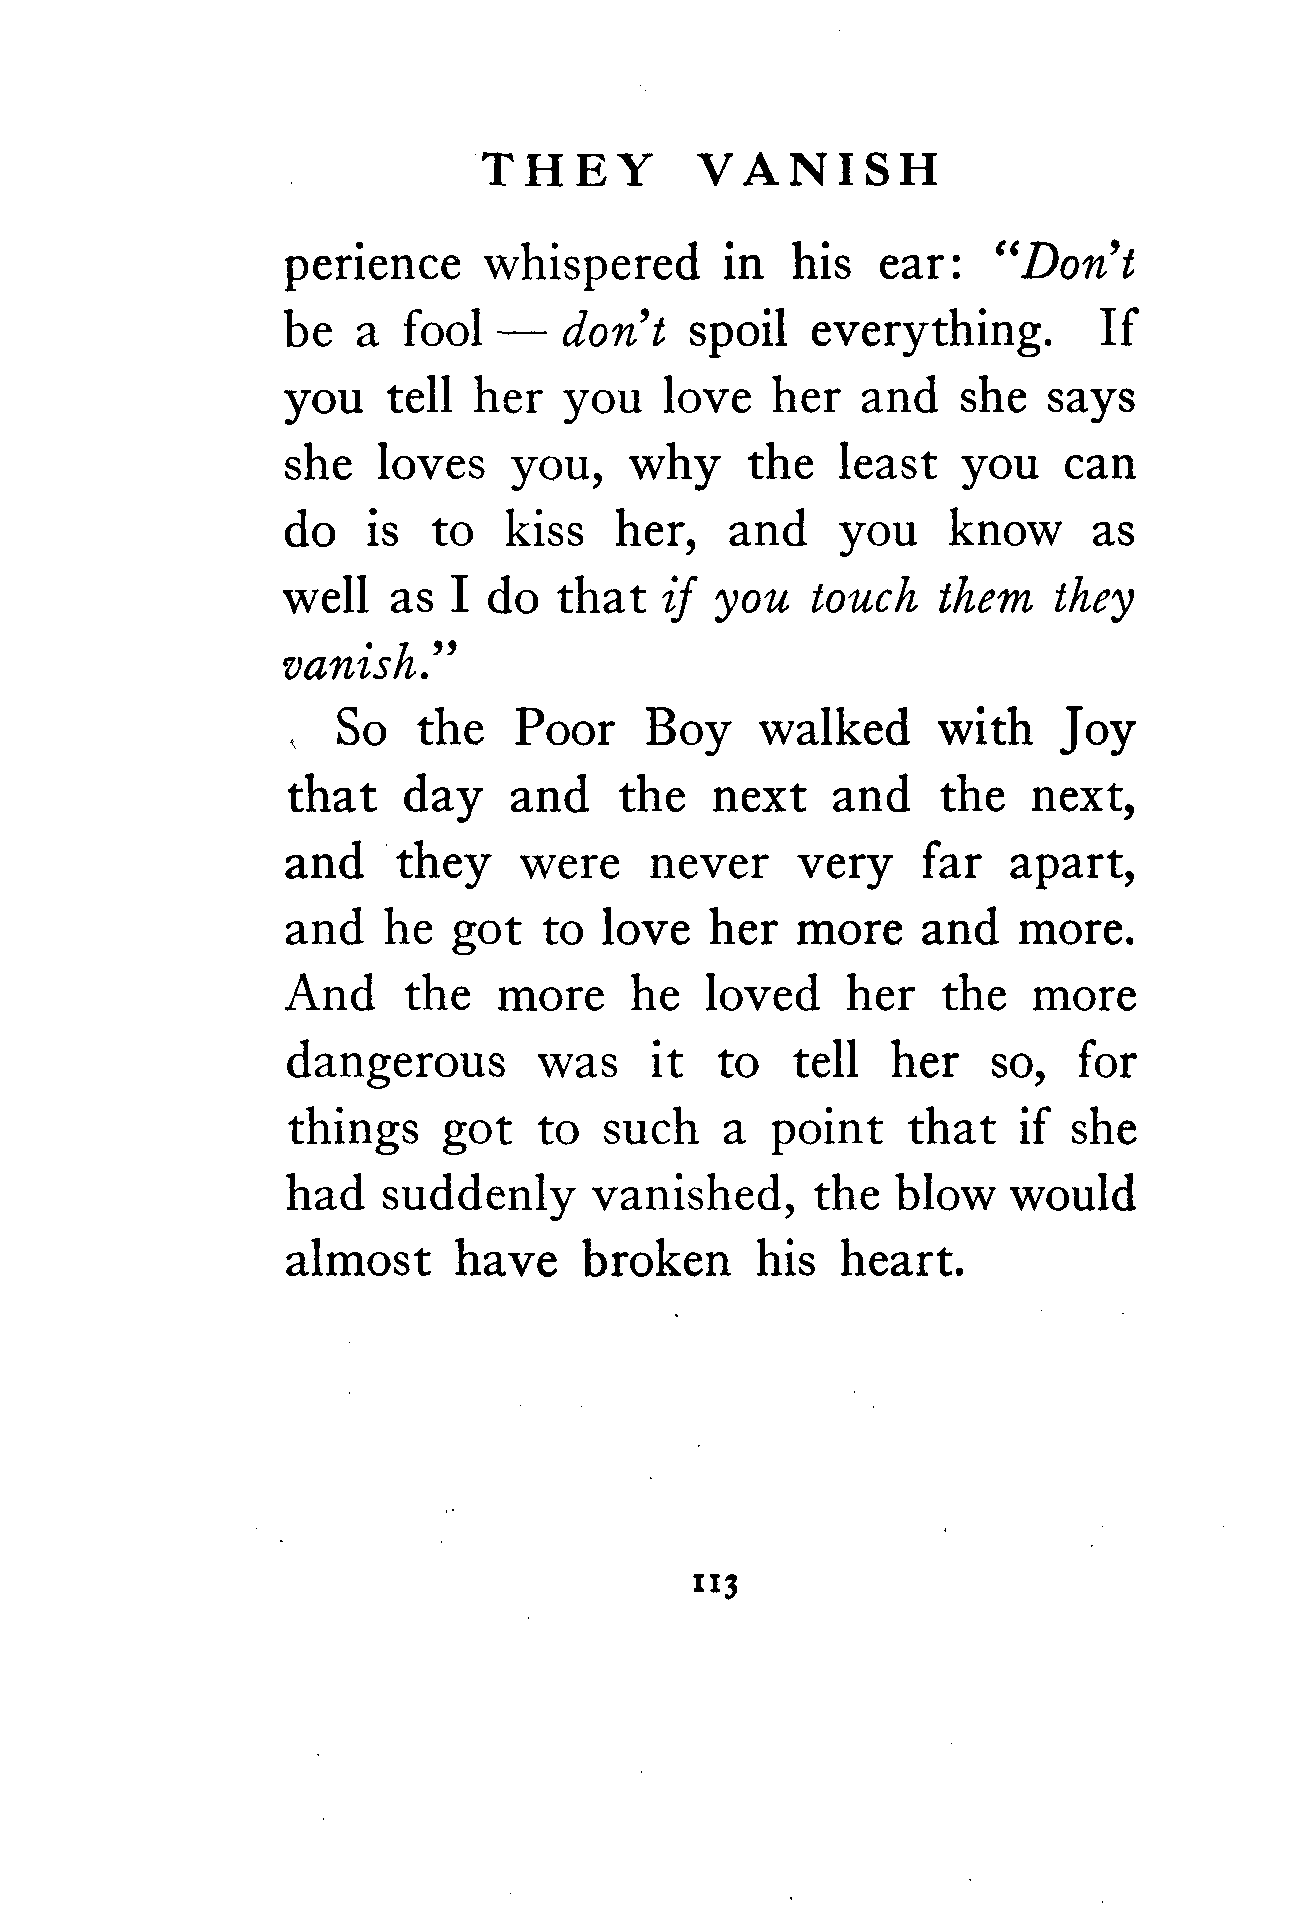 THEY VANISH
perience whispered in his ear: "Don't
be a fool — don't spoil everything. If
you tell her you love her and she says
she loves you, why the least you can
do is to kiss her, and you know as
well as I do that if you touch them they
vanish."
So the Poor Boy walked with Joy
that day and the next and the next,
and they were never very far apart,
and he got to love her more and more.
And the more he loved her the more
dangerous was it to tell her so, for
things got to such a point that if she
had suddenly vanished, the blow would
almost have broken his heart.
113